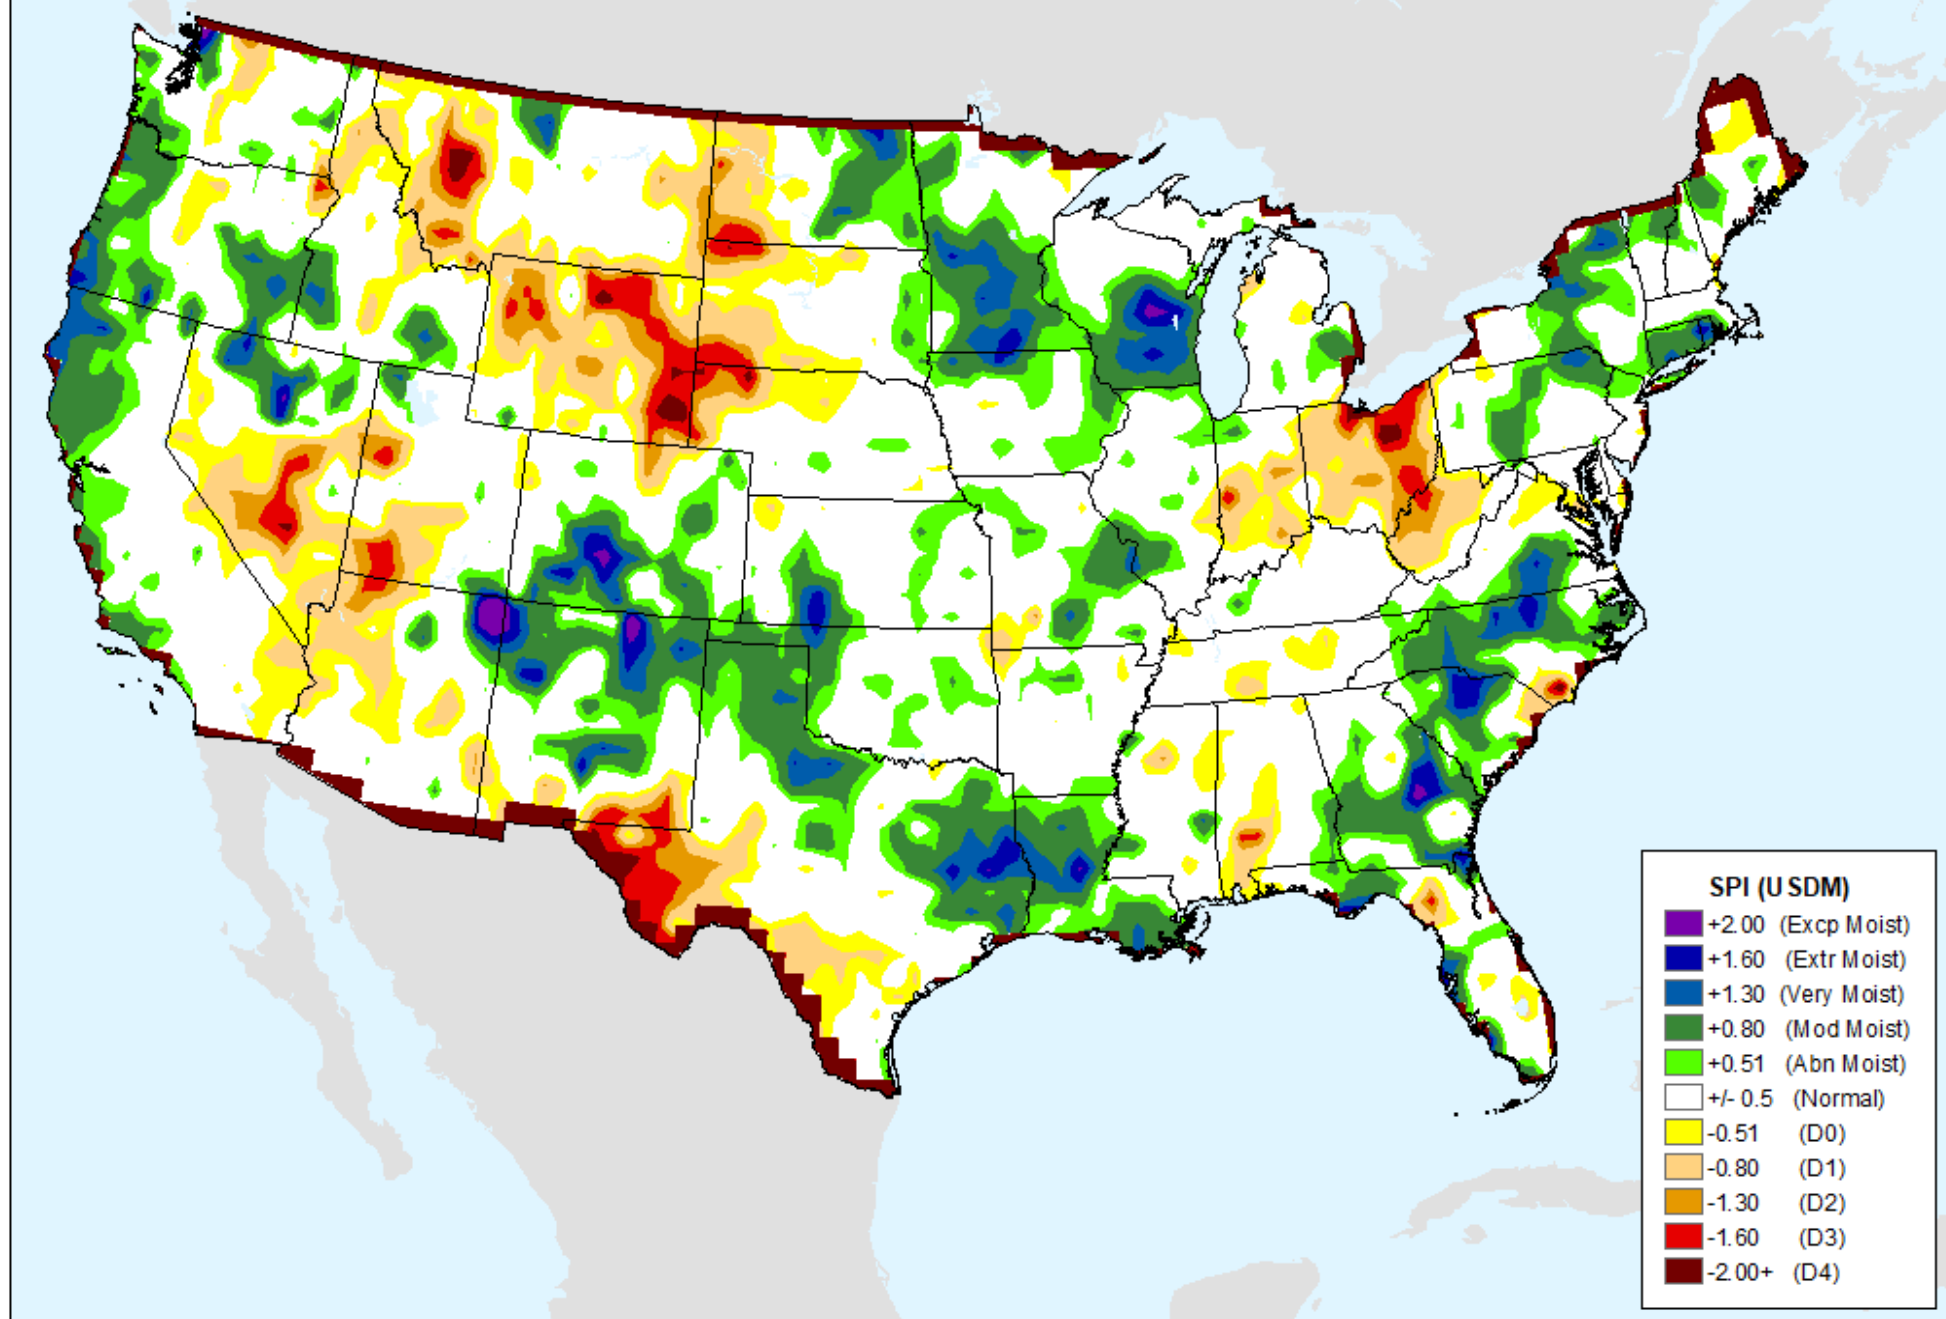 SPI (USDM)
+2.00 (Excp Moist)
+1.60 (Extr Moist)
+1.30 (Very Moist)
+0.80 (Mod Moist)
+0.51 (Abn Moist)
+/- 0.5 (Normal)
-0.51 (D0)
-0.80 (D1)
-1.30 (D2)
-1.60 (D3)
-2.00+ (D4)